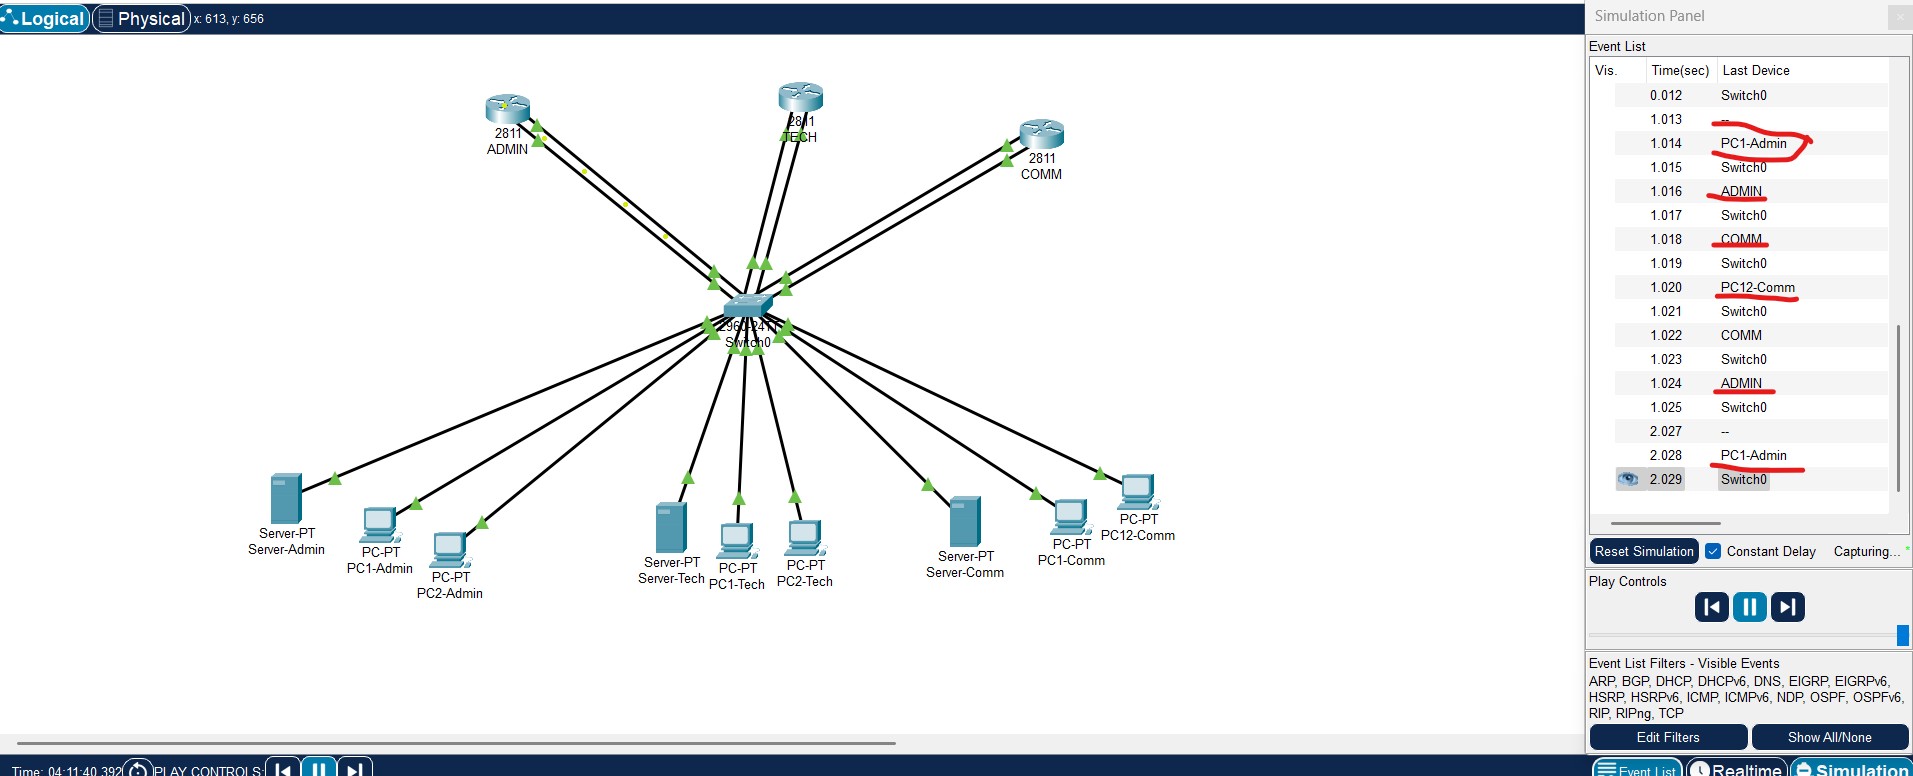 Logical Physical x: 613, y: 656
2811
ADMIN
2811
TECH
2811
COMM
Switch0
Server-PT
Server-Admin
PC-PT
PC1-Admin
PC-PT
PC2-Admin
Server-PT
Server-Tech
PC-PT
PC1-Tech
PC-PT
PC2-Tech
Server-PT
Server-Comm
PC-PT
PC1-Comm
PC-PT
PC12-Comm
Time: 04:11:40.392 PLAY CONTROLS:
Simulation Panel
Event List
Vis. Time(sec) Last Device
0.012 Switch0
1.013 --
1.014 PC1-Admin
1.015 Switch0
1.016 ADMIN
1.017 Switch0
1.018 COMM
1.019 Switch0
1.020 PC12-Comm
1.021 Switch0
1.022 COMM
1.023 Switch0
1.024 ADMIN
1.025 Switch0
2.027 --
2.028 PC1-Admin
2.029 Switch0
Reset Simulation Constant Delay Capturing...
Play Controls
Event List Filters - Visible Events
ARP, BGP, DHCP, DHCPv6, DNS, EIGRP, EIGRPv6,
HSRP, HSRPv6, ICMP, ICMPv6, NDP, OSPF, OSPFv6,
RIP, RIPng, TCP
Edit Filters Show All/None
Event List Realtime Simulation